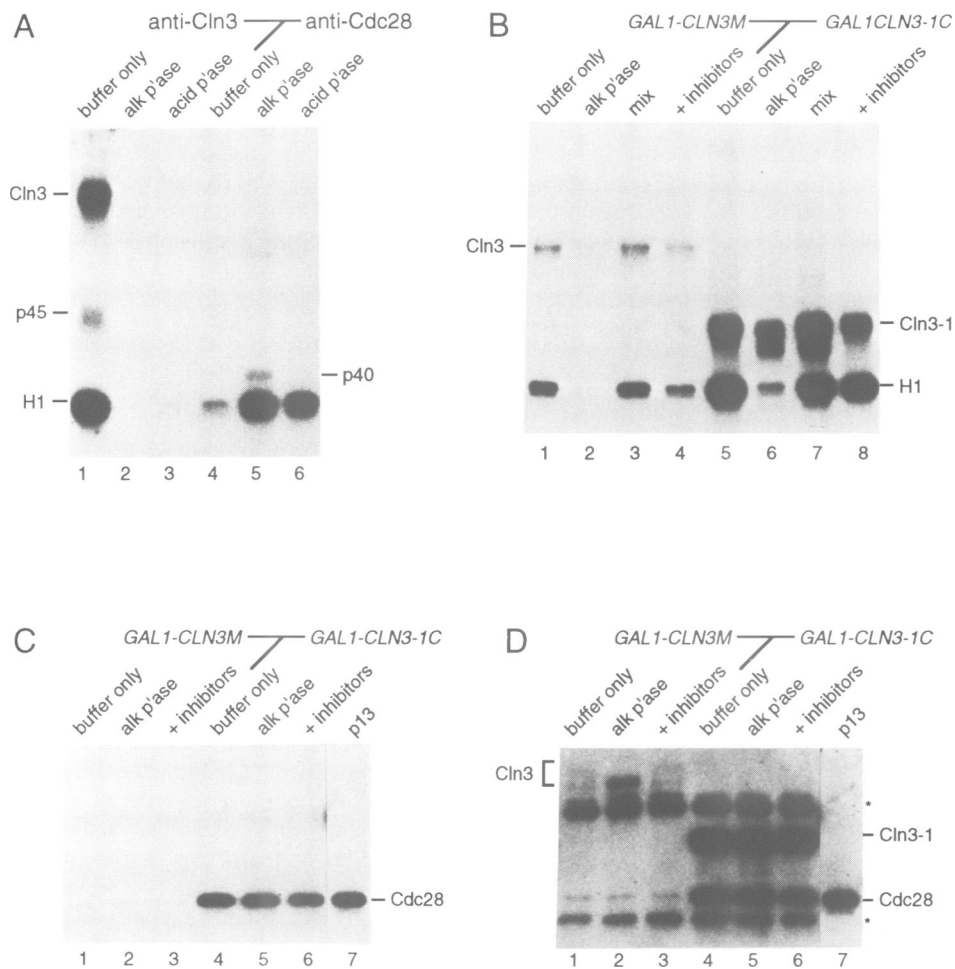 A
anti-Cln3
anti-Cdc28
buffer only
alk p'ase
acid p'ase
buffer only
alk p'ase
acid p'ase
Cln3
p45
H1
p40
1 2 3 4 5 6
B
GAL1-CLN3M
GAL1CLN3-1C
buffer only
alk p'ase
mix
+ inhibitors
buffer only
alk p'ase
mix
+ inhibitors
Cln3
Cln3-1
H1
1 2 3 4 5 6 7 8
C
GAL1-CLN3M
GAL1-CLN3-1C
buffer only
alk p'ase
+ inhibitors
buffer only
alk p'ase
+ inhibitors
p13
Cdc28
1 2 3 4 5 6 7
D
GAL1-CLN3M
GAL1-CLN3-1C
buffer only
alk p'ase
+ inhibitors
buffer only
alk p'ase
+ inhibitors
p13
Cln3
*
Cln3-1
Cdc28
*
1 2 3 4 5 6 7